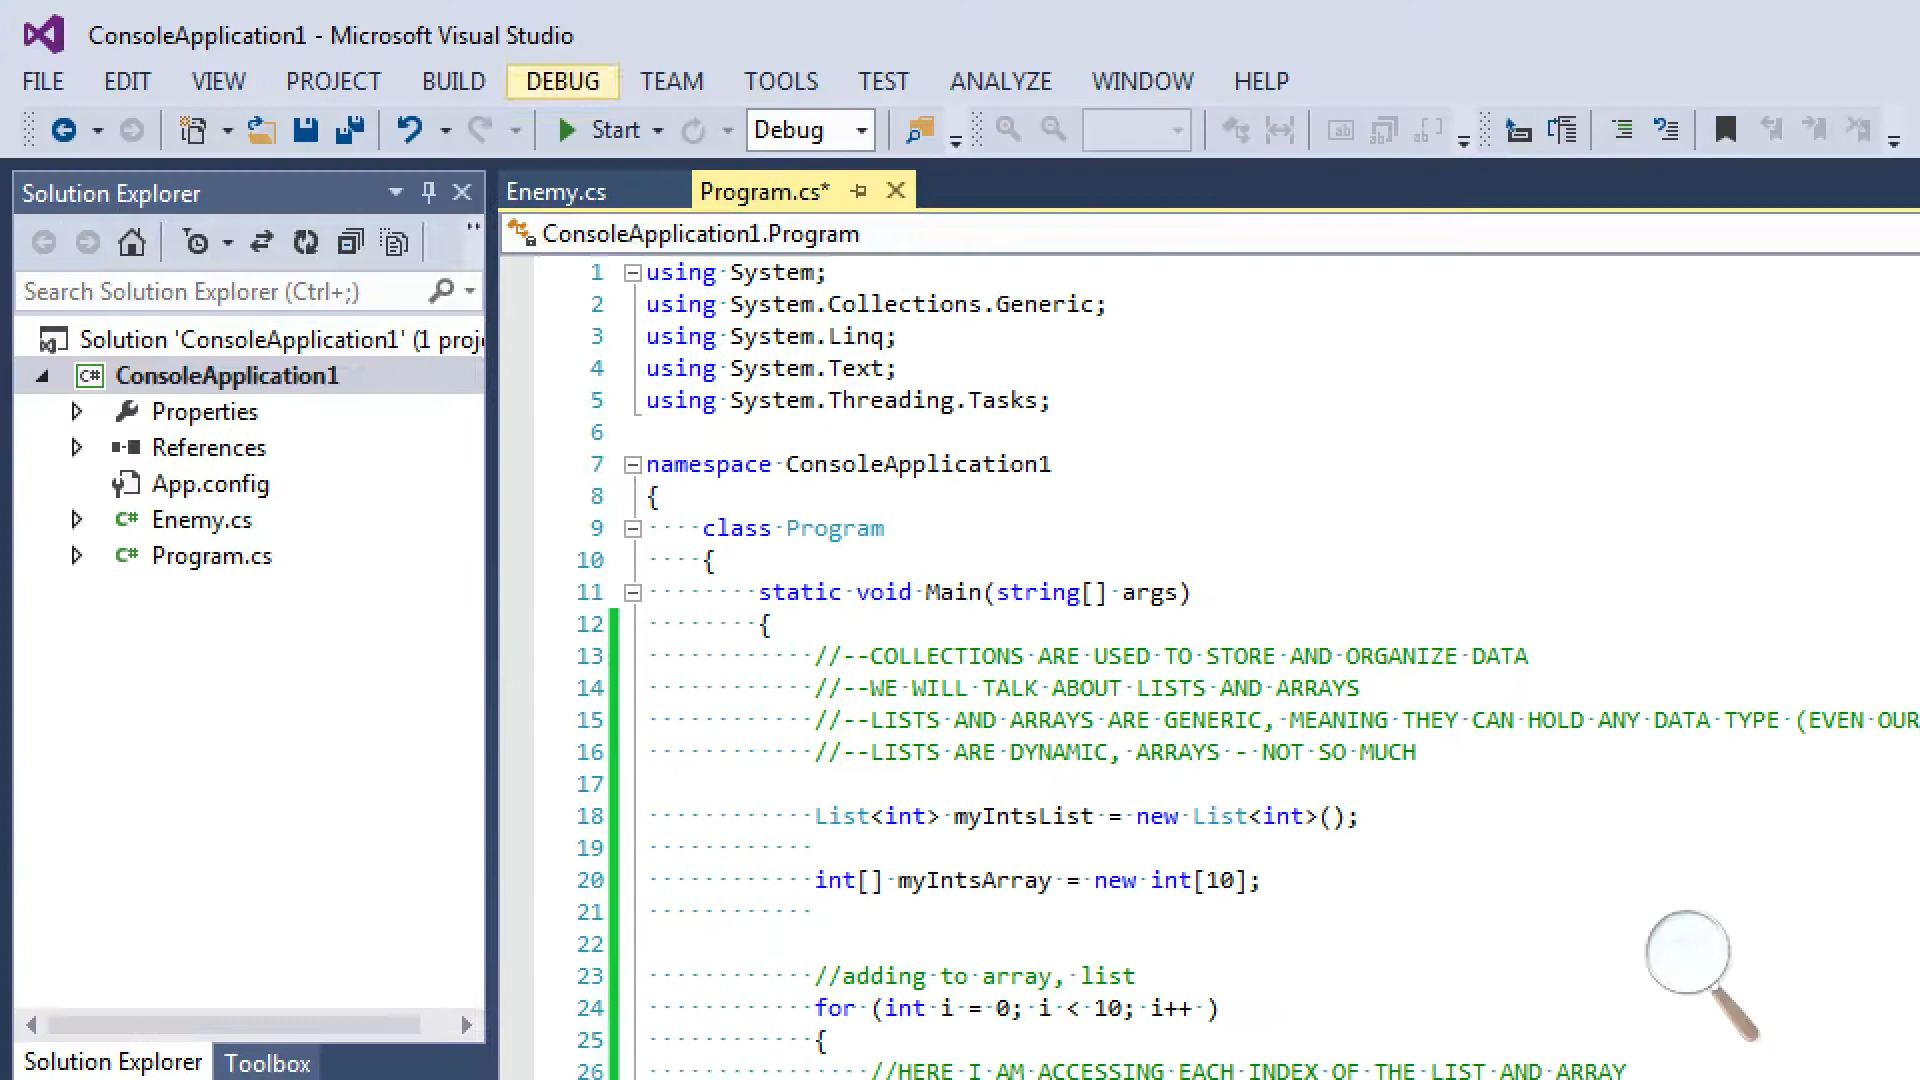 ConsoleApplication1 - Microsoft Visual Studio
FILE EDIT VIEW PROJECT BUILD DEBUG TEAM TOOLS TEST ANALYZE WINDOW HELP
Start Debug
Solution Explorer
Search Solution Explorer (Ctrl+;)
Solution 'ConsoleApplication1' (1 proj
C# ConsoleApplication1
Properties
References
App.config
C# Enemy.cs
C# Program.cs
Solution Explorer Toolbox
Enemy.cs Program.cs*
ConsoleApplication1.Program
1 using System;
2 using System.Collections.Generic;
3 using System.Linq;
4 using System.Text;
5 using System.Threading.Tasks;
6
7 namespace ConsoleApplication1
8 {
9 class Program
10 {
11 static void Main(string[] args)
12 {
13 //--COLLECTIONS ARE USED TO STORE AND ORGANIZE DATA
14 //--WE WILL TALK ABOUT LISTS AND ARRAYS
15 //--LISTS AND ARRAYS ARE GENERIC, MEANING THEY CAN HOLD ANY DATA TYPE (EVEN OUR
16 //--LISTS ARE DYNAMIC, ARRAYS - NOT SO MUCH
17
18 List<int> myIntsList = new List<int>();
19
20 int[] myIntsArray = new int[10];
21
22
23 //adding to array, list
24 for (int i = 0; i < 10; i++ )
25 {
26 //HERE I AM ACCESSING EACH INDEX OF THE LIST AND ARRAY